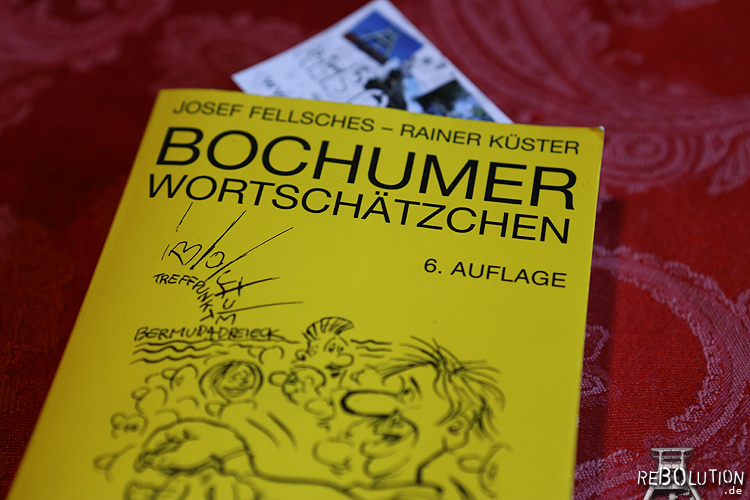 JOSEF FELLSCHES – RAINER KÜSTER
BOCHUMER
WORTSCHÄTZCHEN
6. AUFLAGE
TREFFPUNKT
BERMUDADREIECK
REBOLUTION
.de